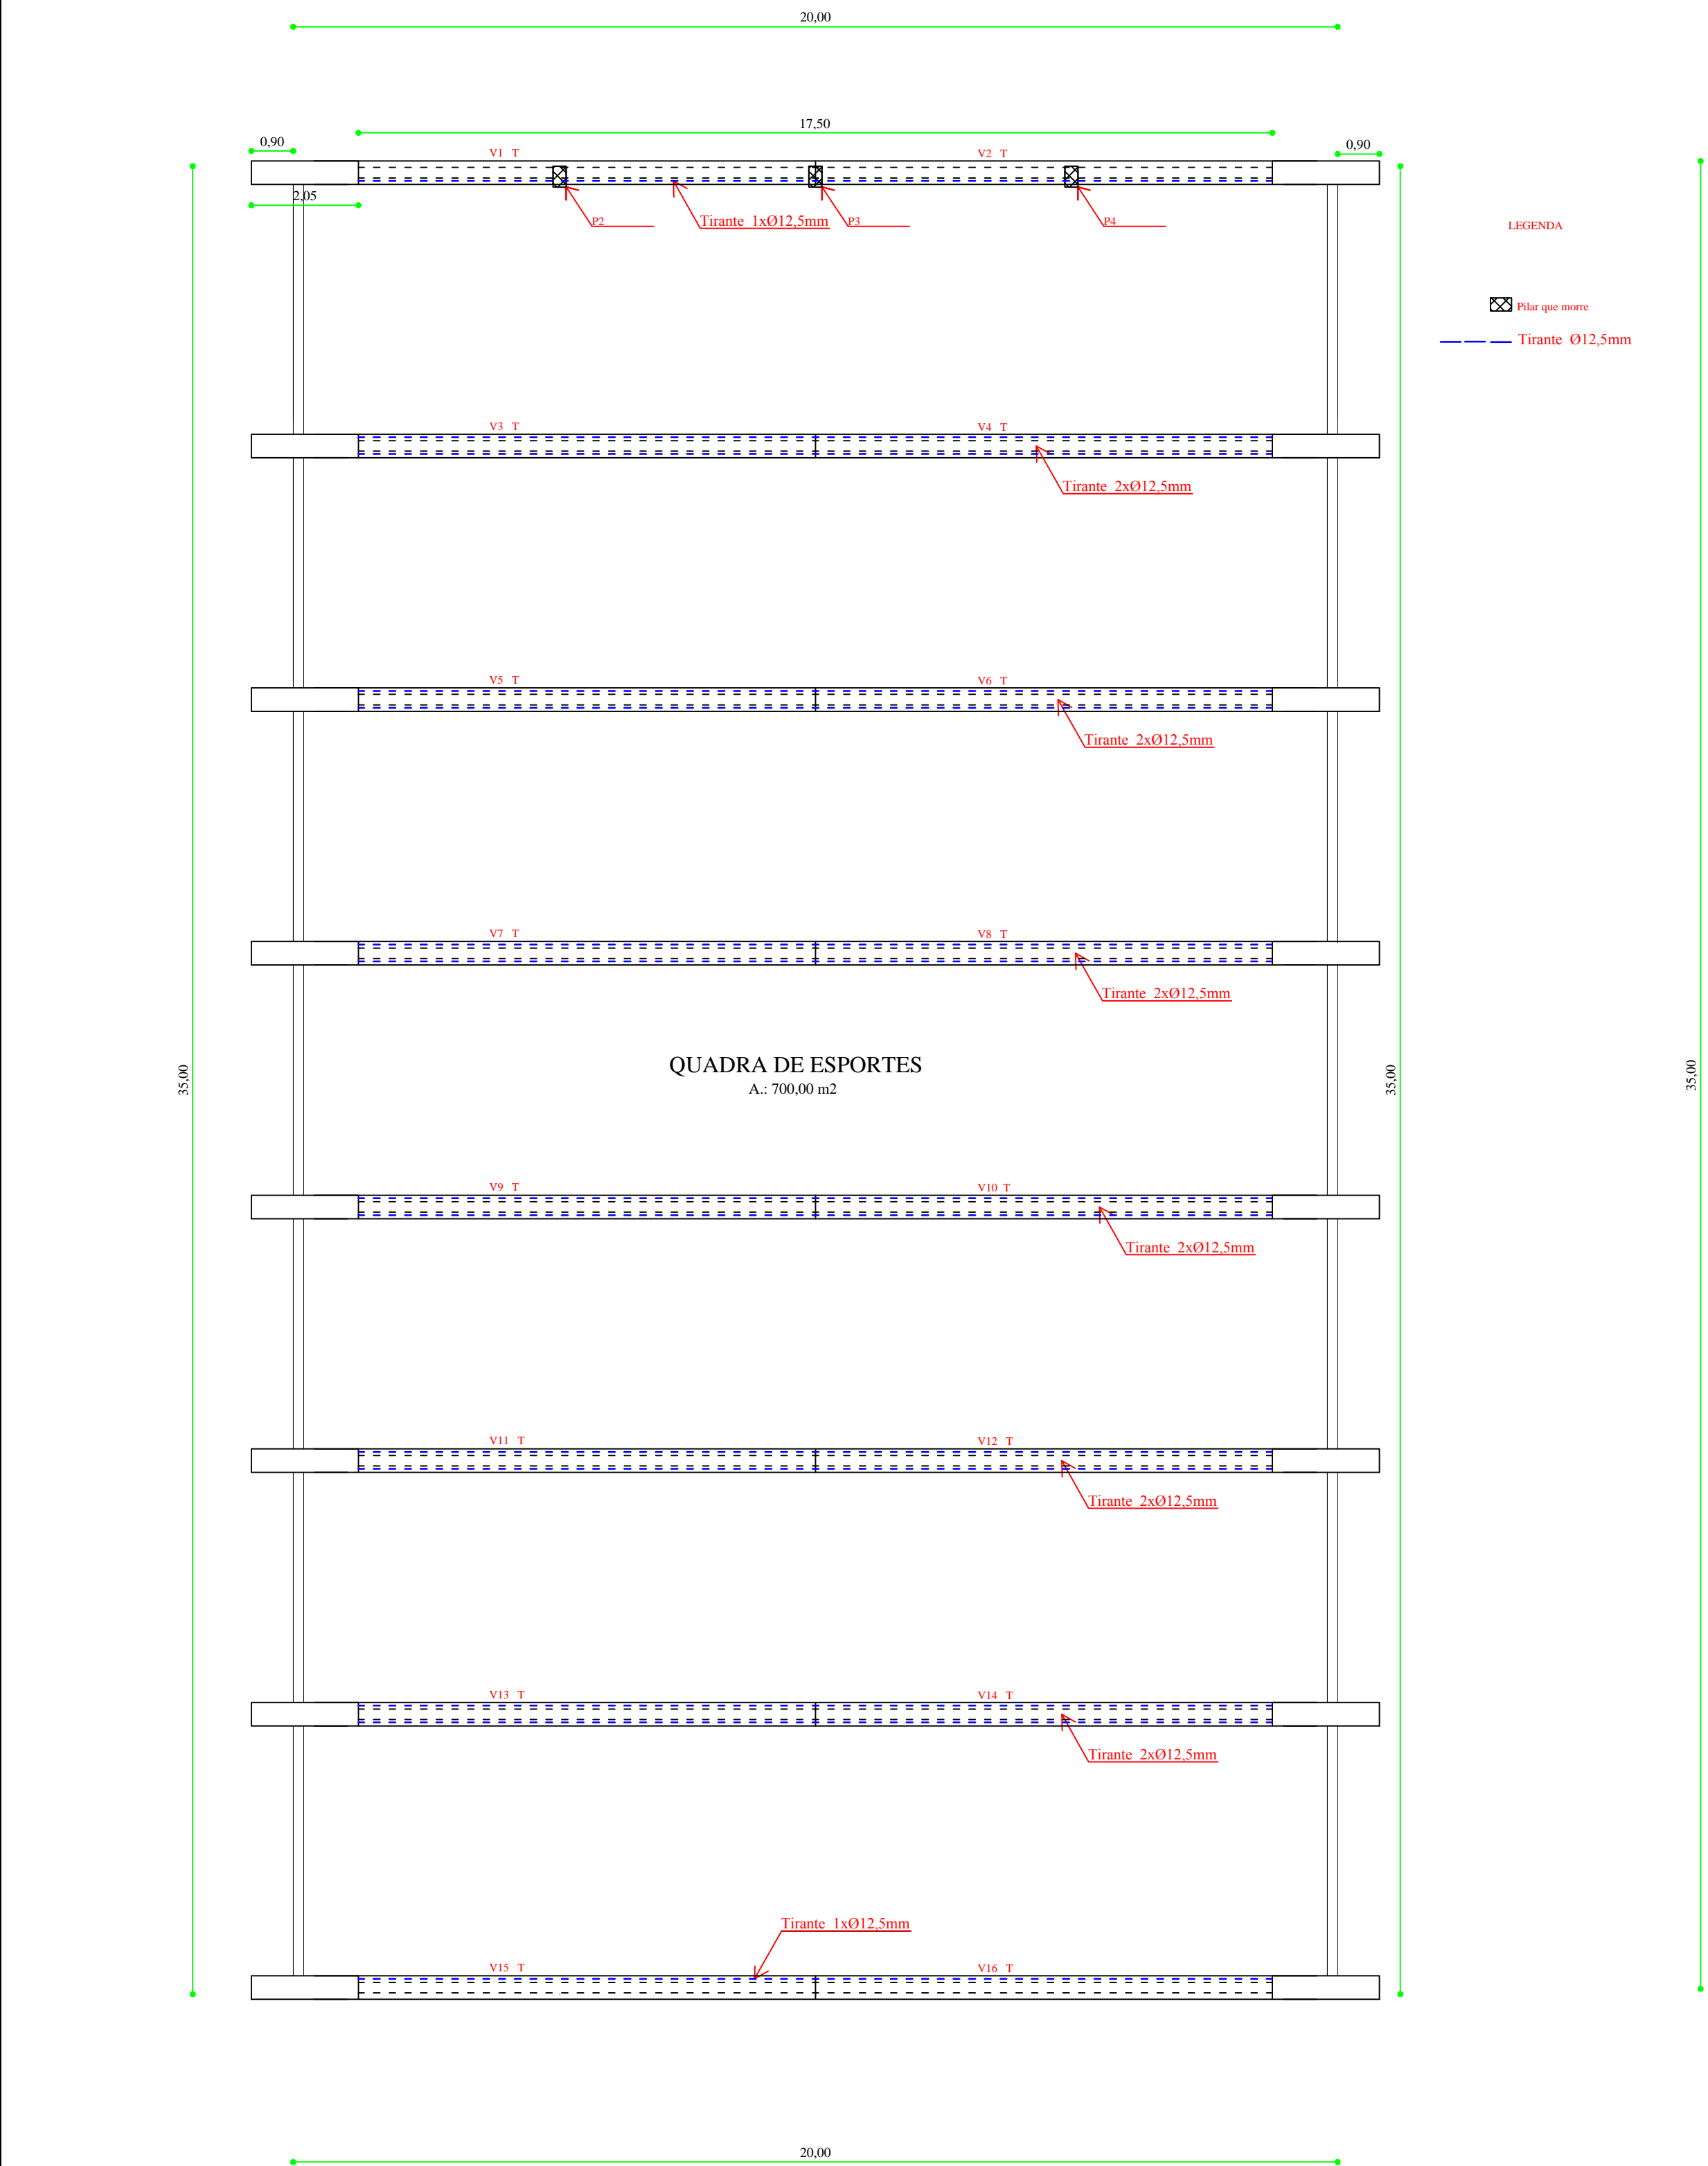 20,00
17,50
0,90
0,90
V1 T
V2 T
2,05
Tirante 1xØ12,5mm
P2
P3
P4
LEGENDA
Pilar que morre
Tirante Ø12,5mm
V3 T
V4 T
Tirante 2xØ12,5mm
V5 T
V6 T
Tirante 2xØ12,5mm
V7 T
V8 T
Tirante 2xØ12,5mm
QUADRA DE ESPORTES
A.: 700,00 m2
35,00
35,00
35,00
V9 T
V10 T
Tirante 2xØ12,5mm
V11 T
V12 T
Tirante 2xØ12,5mm
V13 T
V14 T
Tirante 2xØ12,5mm
Tirante 1xØ12,5mm
V15 T
V16 T
20,00